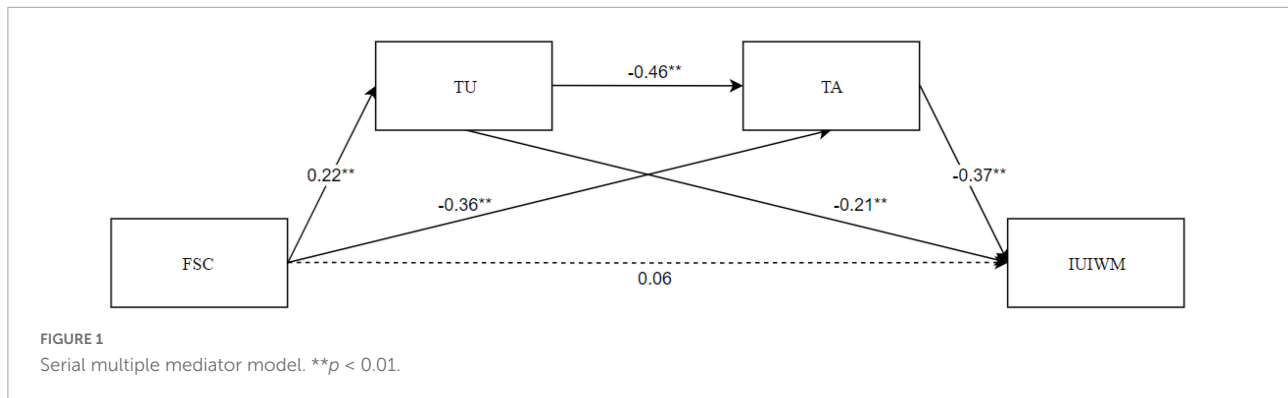 TU
-0.46**
TA
0.22**
-0.36**
-0.21**
-0.37**
FSC
0.06
IUIWM
FIGURE 1
Serial multiple mediator model. **p < 0.01.